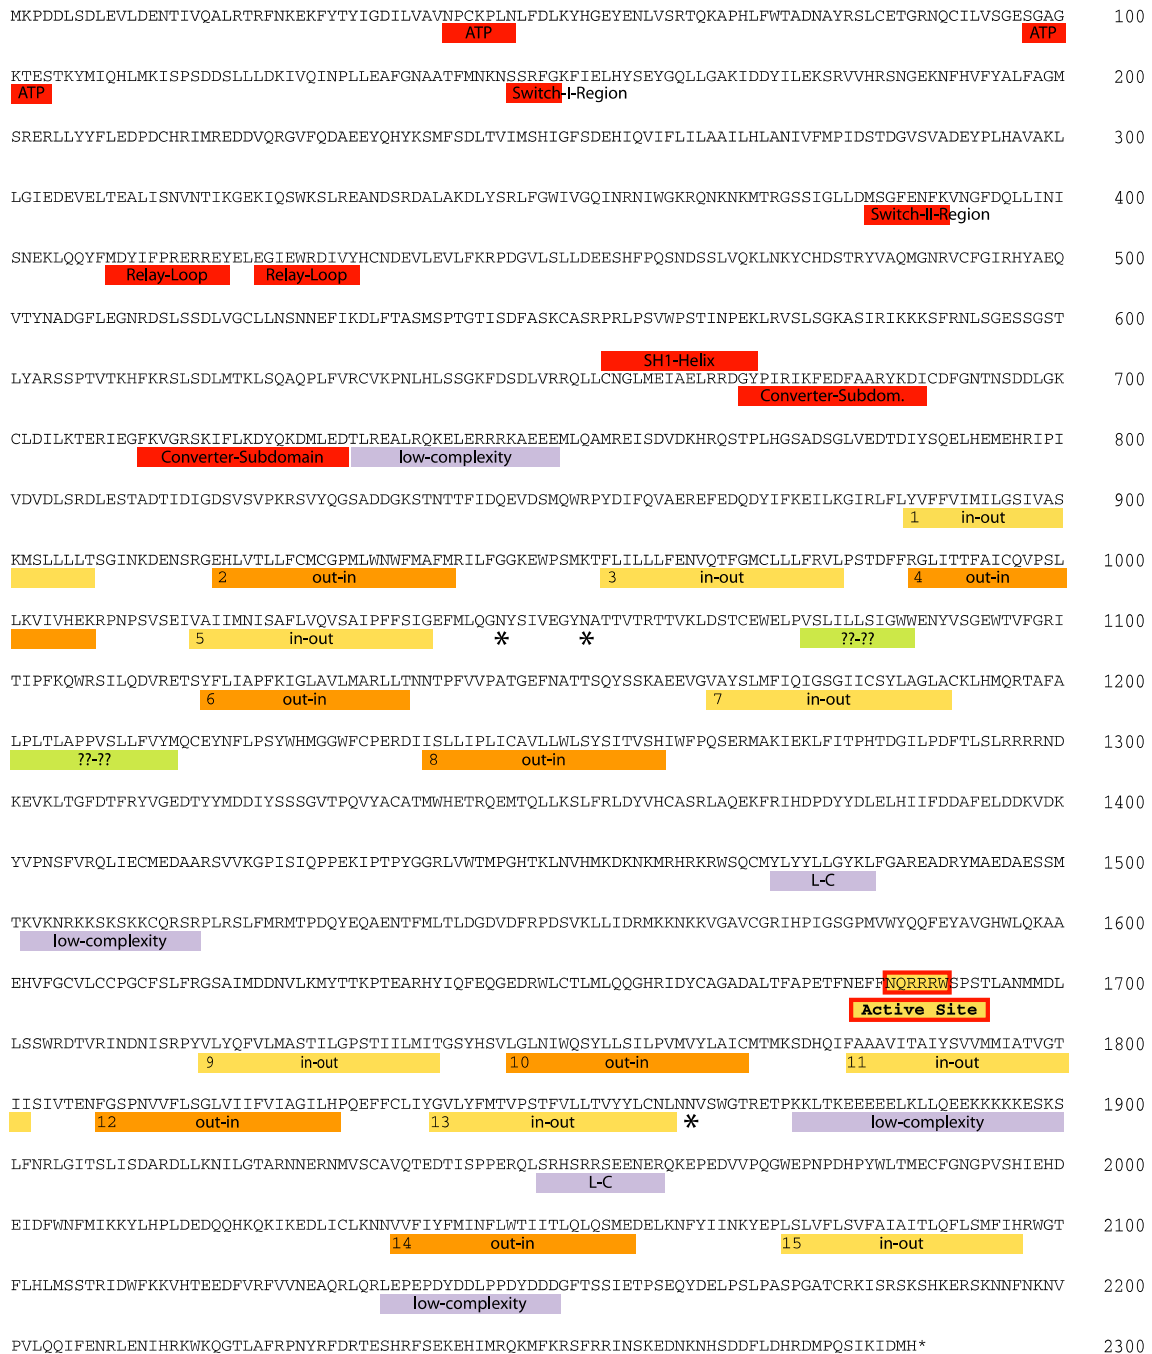 MKPDDLSDLEVLDENTIVQALRTRFNKEKFYTYIGDILVAVNPCKPLNLFDLKYHGEYENLVSRTQKAPHLFWTADNAYRSLCETGRNQCILVSGESGAG 100
ATP ATP
KTESTKYMIQHLMKISPSDDSLLLDKIVQINPLLEAFGNAATFMNKNSSRFGKFIELHYSEYGQLLGAKIDDYILEKSRVVHRSNGEKNFHVFYALFAGM 200
ATP Switch-I-Region
SRERLLYYFLEDPDCHRIMREDDVQRGVFQDAEEYQHYKSMFSDLTVIMSHIGFSDEHIQVIFLILAAILHLANIVFMPIDSTDGVSVADEYPLHAVAKL 300
LGIEDEVELTEALISNVNTIKGEKIQSWKSLREANDSRDALAKDLYSRLFGWIVGQINRNIWGKRQNKNKMTRGSSIGLLDMSGFENFKVNGFDQLLINI 400
Switch-II-Region
SNEKLQQYFMDYIFPRERREYELEGIEWRDIVYHCNDEVLEVLFKRPDGVLSLLDEESHFPQSNDSSLVQKLNKYCHDSTRYVAQMGNRVCFGIRHYAEQ 500
Relay-Loop Relay-Loop
VTYNADGFLEGNRDSLSSDLVGCLLNSNNEFIKDLFTASMSPTGTISDFASKCASRPRLPSVWPSTINPEKLRVSLSGKASIRIKKKSFRNLSGESSGST 600
SH1-Helix
LYARSSPTVTKHFKRSLSDLMTKLSQAQPLFVRCVKPNLHLSSGKFDSDLVRRQLLCNGLMEIAELRRDGYPIRIKFEDFAARYKDICDFGNTNSDDLGK 700
Converter-Subdom.
CLDILKTERIEGFKVGRSKIFLKDYQKDMLEDTLREALRQKELERRRKAEEEMLQAMREISDVDKHRQSTPLHGSADSGLVEDTDIYSQELHEMEHRIPI 800
Converter-Subdomain low-complexity
VDVDLSRDLESTADTIDIGDSVSVPKRSVYQGSADDGKSTNTTFIDQEVDSMQWRPYDIFQVAEREFEDQDYIFKEILKGIRLFLYVFFVIMILGSIVAS 900
1 in-out
KMSLLLLTSGINKDENSRGEHLVTLLFCMCGPMLWNWFMAFMRILFGGKEWPSMKTFLILLLFENVQTFGMCLLLFRVLPSTDFFRGLITTFAICQVPSL 1000
2 out-in 3 in-out 4 out-in
LKVIVHEKRPNPSVSEIVAIIMNISAFLVQVSAIPFFSIGEFMLQGNYSIVEGYNATTVTRTTVKLDSTCEWELPVSLILLSIGWWENYVSGEWTVFGRI 1100
5 in-out * * ??-??
TIPFKQWRSILQDVRETSYFLIAPFKIGLAVLMARLLTNNTPFVVPATGEFNATTSQYSSKAEEVGVAYSLMFIQIGSGIICSYLAGLACKLHMQRTAFA 1200
6 out-in 7 in-out
LPLTLAPPVSLLFVYMQCEYNFLPSYWHMGGWFCPERDIISLLIPLICAVLLWLSYSITVSHIWFPQSERMAKIEKLFITPHTDGILPDFTLSLRRRRND 1300
??-?? 8 out-in
KEVKLTGFDTFRYVGEDTYYMDDIYSSSGVTPQVYACATMWHETRQEMTQLLKSLFRLDYVHCASRLAQEKFRIHDPDYYDLELHIIFDDAFELDDKVDK 1400
YVPNSFVRQLIECMEDAARSVVKGPISIQPPEKIPTPYGGRLVWTMPGHTKLNVHMKDKNKMRHRKRWSQCMYLYYLLGYKLFGAREADRYMAEDAESSM 1500
L-C
TKVKNRKKSKSKKCQRSRPLRSLFMRMTPDQYEQAENTFMLTLDGDVDFRPDSVKLLIDRMKKNKKVGAVCGRIHPIGSGPMVWYQQFEYAVGHWLQKAA 1600
low-complexity
EHVFGCVLCCPGCFSLFRGSAIMDDNVLKMYTTKPTEARHYIQFEQGEDRWLCTLMLQQGHRIDYCAGADALTFAPETFNEFFNQRRRWSPSTLANMMDL 1700
Active Site
LSSWRDTVRINDNISRPYVLYQFVLMASTILGPSTIILMITGSYHSVLGLNIWQSYLLSILPVMVYLAICMTMKSDHQIFAAAVITAIYSVVMMIATVGT 1800
9 in-out 10 out-in 11 in-out
IISIVTENFGSPNVVFLSGLVIIFVIAGILHPQEFFCLIYGVLYFMTVPSTFVLLTVYYLCNLNNVSWGTRETPKKLTKEEEEELKLLQEEKKKKKESKS 1900
12 out-in 13 in-out * low-complexity
LFNRLGITSLISDARDLLKNILGTARNNERNMVSCAVQTEDTISPPERQLSRHSRRSEENERQKEPEDVVPQGWEPNPDHPYWLTMECFGNGPVSHIEHD 2000
L-C
EIDFWNFMIKKYLHPLDEDQQHKQKIKEDLICLKNNVVFIYFMINFLWTIITLQLQSMEDELKNFYIINKYEPLSLVFLSVFAIAITLQFLSMFIHRWGT 2100
14 out-in 15 in-out
FLHLMSSTRIDWFKKVHTEEDFVRFVVNEAQRLQRLEPEPDYDDLPPDYDDDGFTSSIETPSEQYDELPSLPASPGATCRKISRSKSHKERSKNNFNKNV 2200
low-complexity
PVLQQIFENRLENIHRKWKQGTLAFRPNYRFDRTESHRFSEKEHIMRQKMFKRSFRRINSKEDNKNHSDDFLDHRDMPQSIKIDMH* 2300